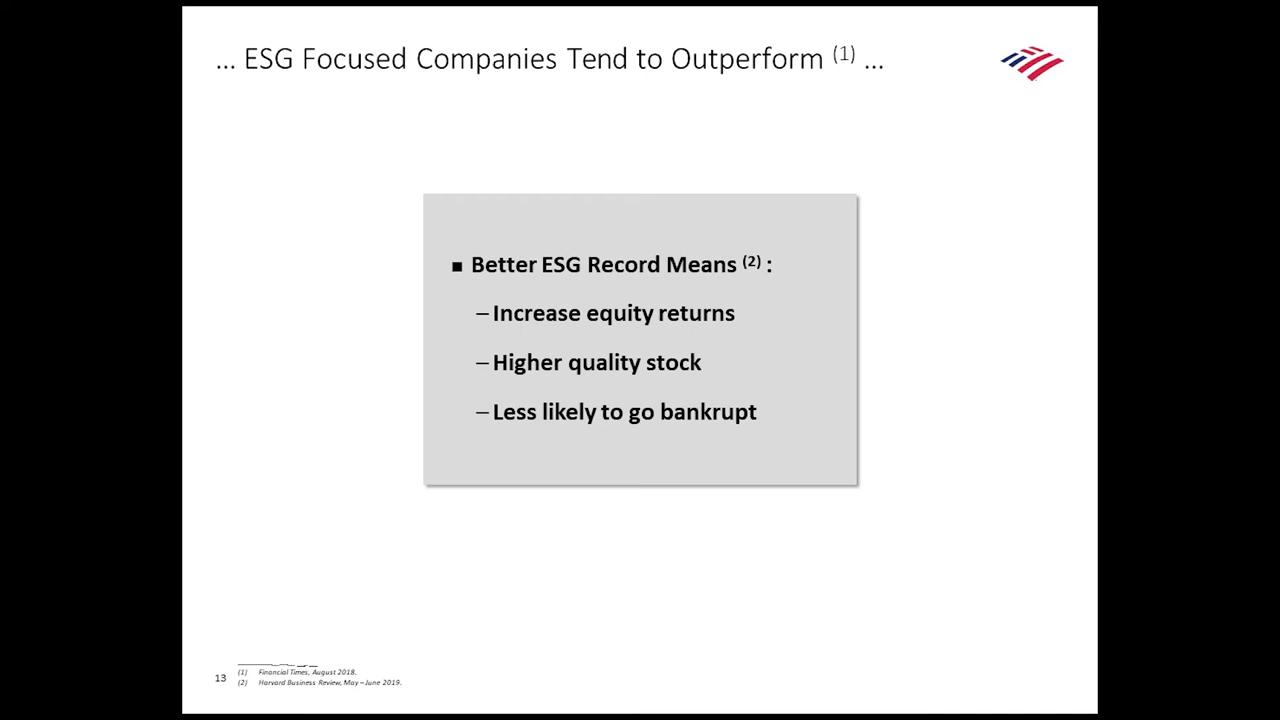 ... ESG Focused Companies Tend to Outperform (1) ...
■ Better ESG Record Means (2) :
– Increase equity returns
– Higher quality stock
– Less likely to go bankrupt
13
(1) Financial Times, August 2018.
(2) Harvard Business Review, May – June 2019.